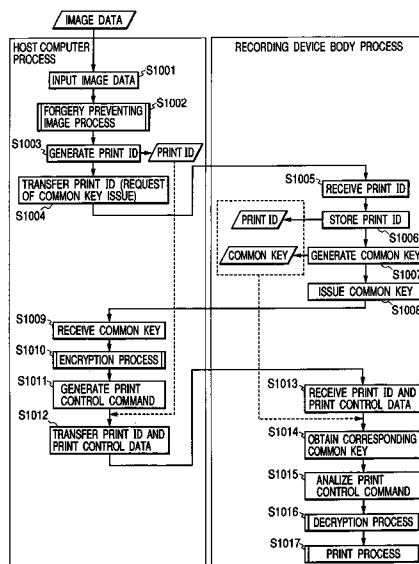 IMAGE DATA
HOST COMPUTER
PROCESS
S1001
INPUT IMAGE DATA
S1002
FORGERY PREVENTING
IMAGE PROCESS
S1003
GENERATE PRINT ID
PRINT ID
TRANSFER PRINT ID (REQUEST
OF COMMON KEY ISSUE)
S1004
S1009
RECEIVE COMMON KEY
S1010
ENCRYPTION PROCESS
S1011
GENERATE PRINT
CONTROL COMMAND
S1012
TRANSFER PRINT ID AND
PRINT CONTROL DATA
RECORDING DEVICE BODY PROCESS
S1005
RECEIVE PRINT ID
PRINT ID
STORE PRINT ID
S1006
COMMON KEY
GENERATE COMMON KEY
S1007
ISSUE COMMON KEY
S1008
S1013
RECEIVE PRINT ID AND
PRINT CONTROL DATA
S1014
OBTAIN CORRESPONDING
COMMON KEY
S1015
ANALIZE PRINT
CONTROL COMMAND
S1016
DECRYPTION PROCESS
S1017
PRINT PROCESS